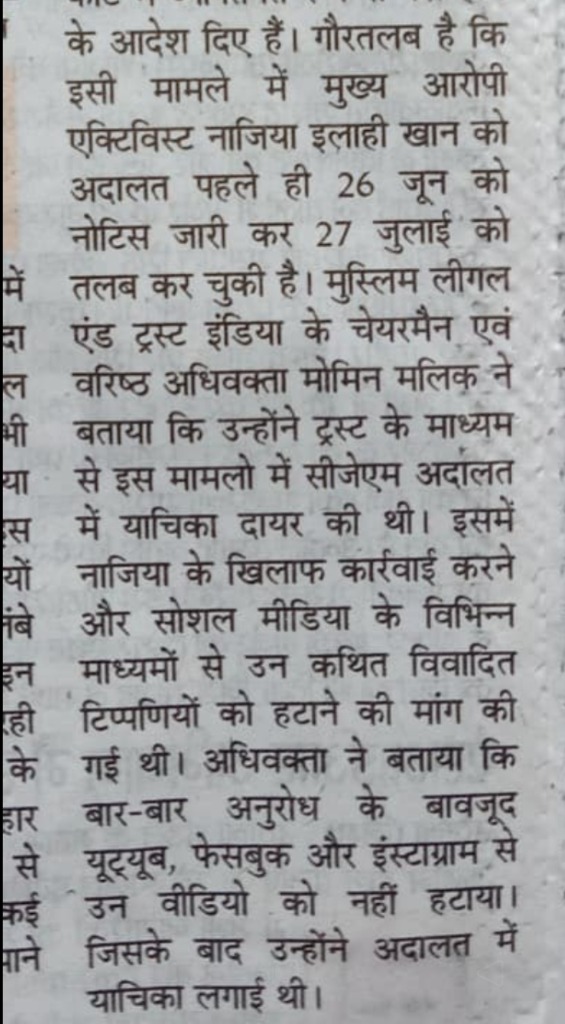 के आदेश दिए हैं। गौरतलब है कि
इसी मामले में मुख्य आरोपी
एक्टिविस्ट नाजिया इलाही खान को
अदालत पहले ही 26 जून को
नोटिस जारी कर 27 जुलाई को
तलब कर चुकी है। मुस्लिम लीगल
एंड ट्रस्ट इंडिया के चेयरमैन एवं
वरिष्ठ अधिवक्ता मोमिन मलिक ने
बताया कि उन्होंने ट्रस्ट के माध्यम
से इस मामलो में सीजेएम अदालत
में याचिका दायर की थी। इसमें
नाजिया के खिलाफ कार्रवाई करने
और सोशल मीडिया के विभिन्न
माध्यमों से उन कथित विवादित
टिप्पणियों को हटाने की मांग की
गई थी। अधिवक्ता ने बताया कि
बार-बार अनुरोध के बावजूद
यूट्यूब, फेसबुक और इंस्टाग्राम से
उन वीडियो को नहीं हटाया।
जिसके बाद उन्होंने अदालत में
याचिका लगाई थी।